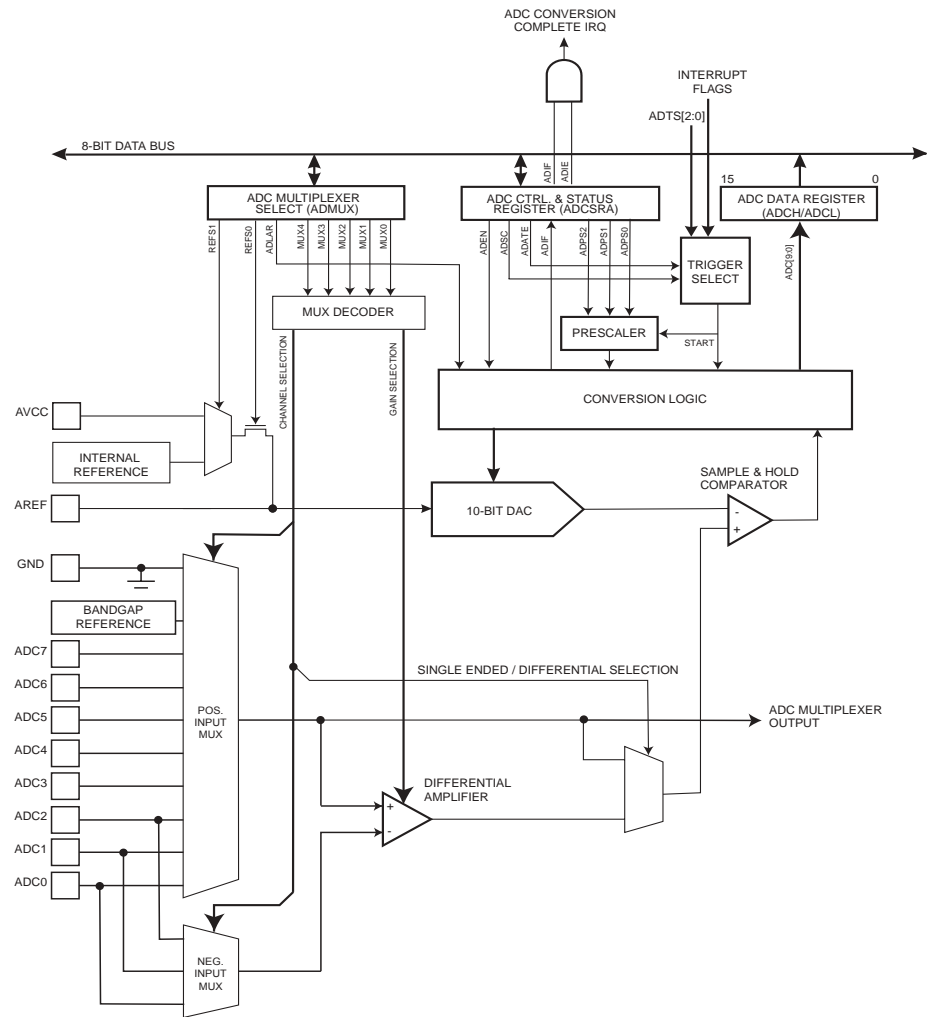 ADC CONVERSION
COMPLETE IRQ
INTERRUPT
FLAGS
ADTS[2:0]
8-BIT DATA BUS
ADIF
ADIE
15
0
ADC MULTIPLEXER
SELECT (ADMUX)
ADC CTRL. & STATUS
REGISTER (ADCSRA)
ADC DATA REGISTER
(ADCH/ADCL)
REFS1
REFS0
ADLAR
MUX4
MUX3
MUX2
MUX1
MUX0
ADEN
ADSC
ADATE
ADIF
ADPS2
ADPS1
ADPS0
ADC[9:0]
TRIGGER
SELECT
MUX DECODER
PRESCALER
START
CHANNEL SELECTION
GAIN SELECTION
CONVERSION LOGIC
AVCC
INTERNAL
REFERENCE
SAMPLE & HOLD
COMPARATOR
AREF
10-BIT DAC
-
+
GND
BANDGAP
REFERENCE
ADC7
SINGLE ENDED / DIFFERENTIAL SELECTION
ADC6
ADC5
POS.
INPUT
MUX
ADC MULTIPLEXER
OUTPUT
ADC4
ADC3
DIFFERENTIAL
AMPLIFIER
+
-
ADC2
ADC1
ADC0
NEG.
INPUT
MUX